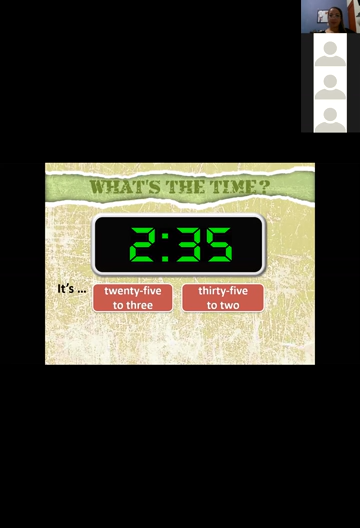 WHAT'S THE TIME?
2:35
It's ...
twenty-five
to three
thirty-five
to two